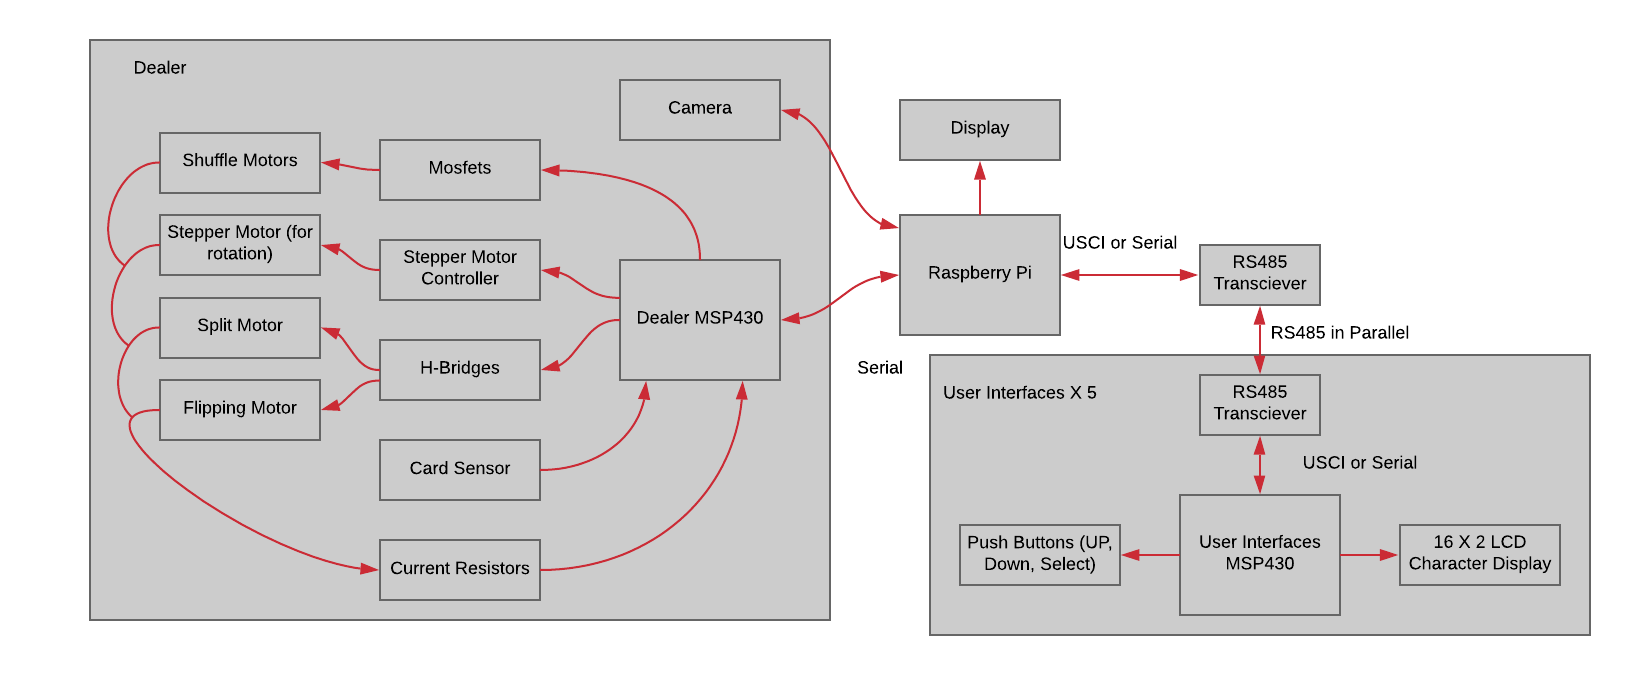 Dealer
Camera
Display
Shuffle Motors
Mosfets
Stepper Motor (for
rotation)
Stepper Motor
Controller
Split Motor
Dealer MSP430
H-Bridges
Flipping Motor
Card Sensor
Current Resistors
Raspberry Pi
Serial
USCI or Serial
RS485
Transciever
RS485 in Parallel
User Interfaces X 5
RS485
Transciever
USCI or Serial
Push Buttons (UP,
Down, Select)
User Interfaces
MSP430
16 X 2 LCD
Character Display